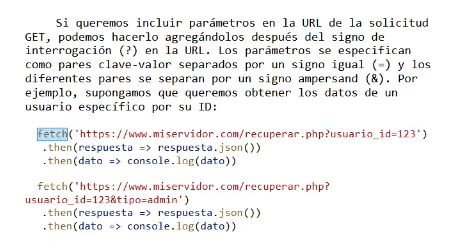 Si queremos incluir parámetros en la URL de la solicitud
GET, podemos hacerlo agregándolos después del signo de
interrogación (?) en la URL. Los parámetros se especifican
como pares clave-valor separados por un signo igual (=) y los
diferentes pares se separan por un signo ampersand (&). Por
ejemplo, supongamos que queremos obtener los datos de un
usuario específico por su ID:
fetch('https://www.miservidor.com/recuperar.php?usuario_id=123')
.then(respuesta => respuesta.json())
.then(dato => console.log(dato))
fetch('https://www.miservidor.com/recuperar.php?
usuario_id=123&tipo=admin')
.then(respuesta => respuesta.json())
.then(dato => console.log(dato))